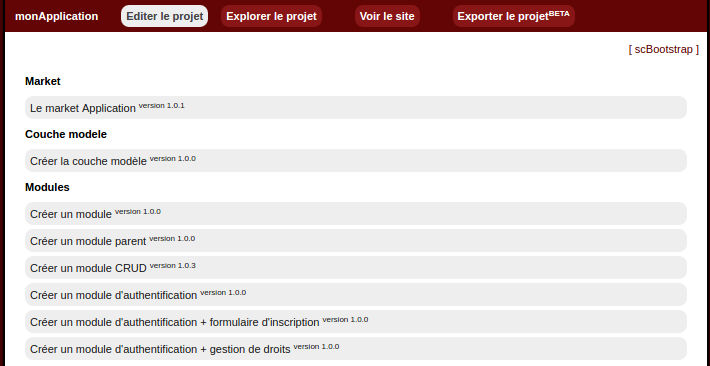 monApplication Editer le projet Explorer le projet Voir le site Exporter le projetBETA
[ scBootstrap ]
Market
Le market Application version 1.0.1
Couche modele
Créer la couche modèle version 1.0.0
Modules
Créer un module version 1.0.0
Créer un module parent version 1.0.0
Créer un module CRUD version 1.0.3
Créer un module d'authentification version 1.0.0
Créer un module d'authentification + formulaire d'inscription version 1.0.0
Créer un module d'authentification + gestion de droits version 1.0.0